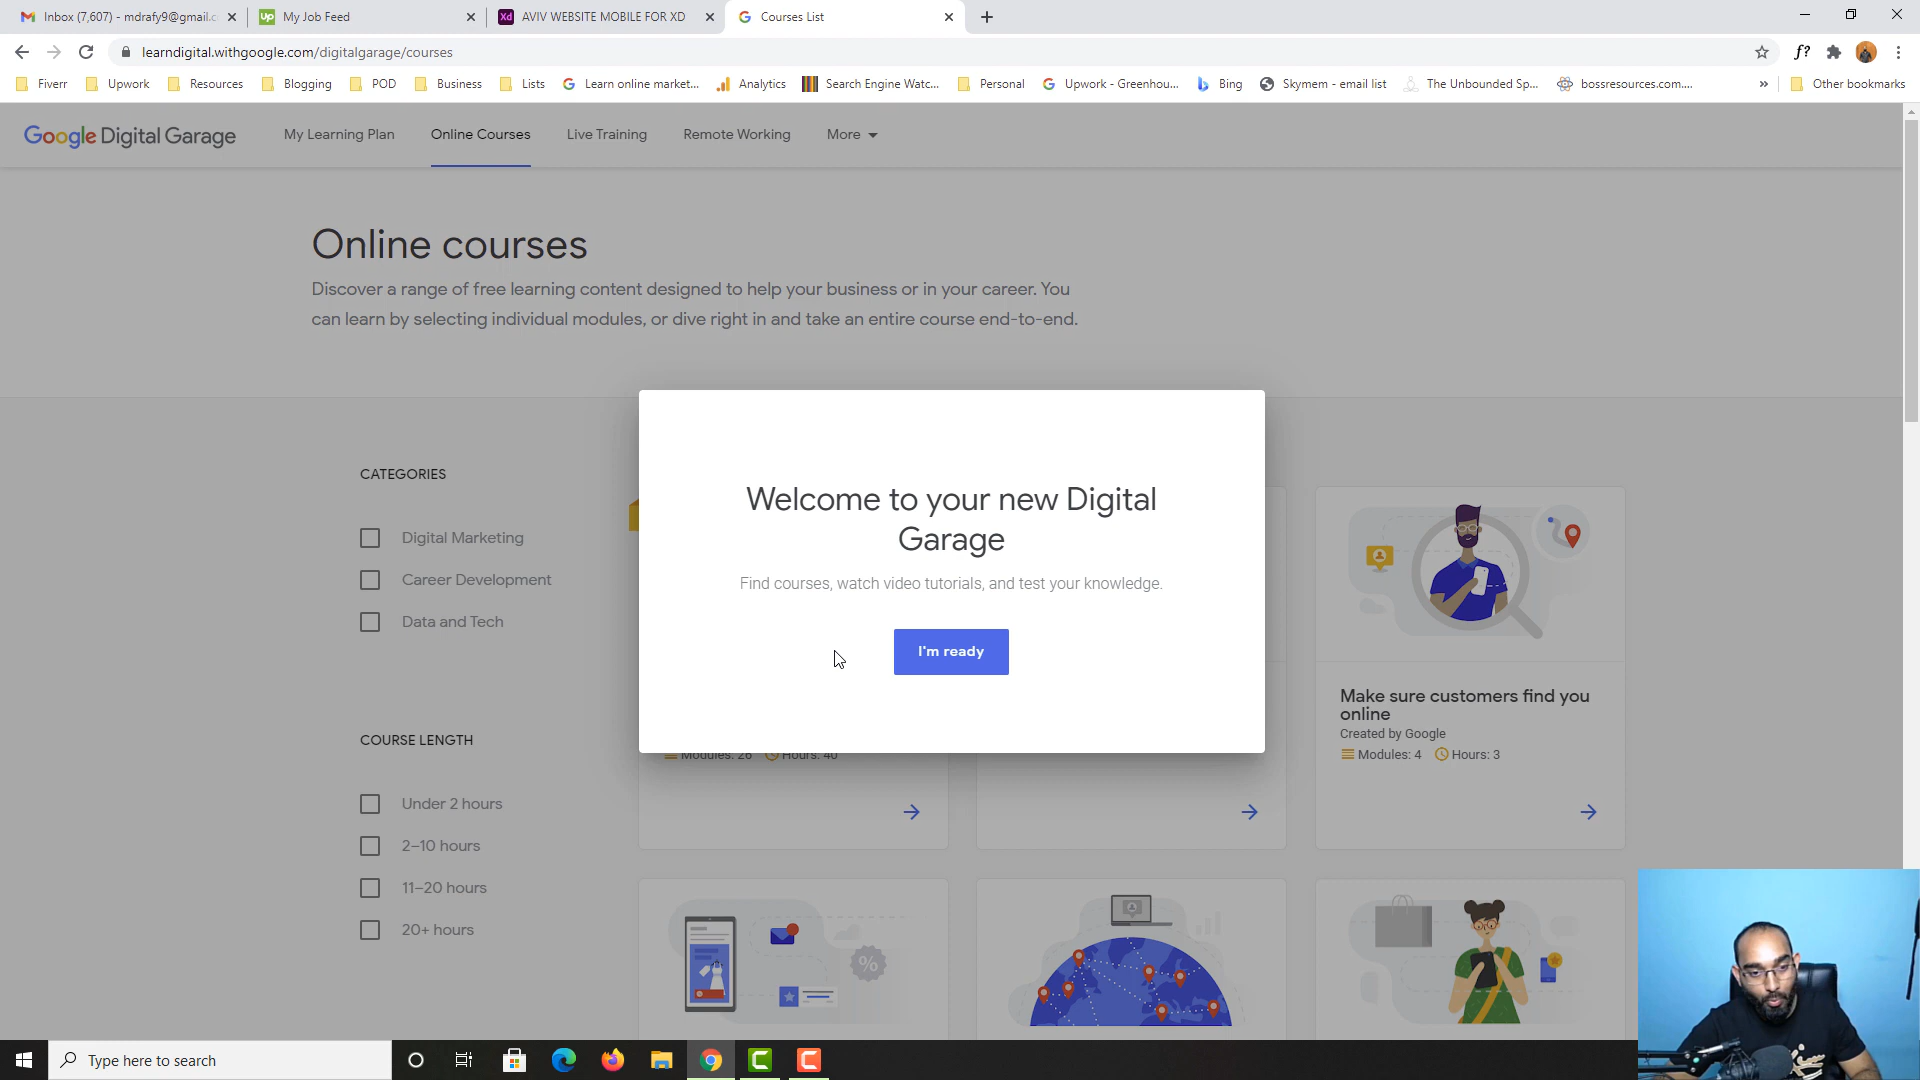 Inbox (7,607) - mdrafy9@gmail.c
My Job Feed
AVIV WEBSITE MOBILE FOR XD
Courses List
learndigital.withgoogle.com/digitalgarage/courses
Fiverr
Upwork
Resources
Blogging
POD
Business
Lists
Learn online market...
Analytics
Search Engine Watc...
Personal
Upwork - Greenhou...
Bing
Skymem - email list
The Unbounded Sp...
bossresources.com....
Other bookmarks
Google Digital Garage
My Learning Plan
Online Courses
Live Training
Remote Working
More
Online courses
Discover a range of free learning content designed to help your business or in your career. You
can learn by selecting individual modules, or dive right in and take an entire course end-to-end.
CATEGORIES
Digital Marketing
Career Development
Data and Tech
COURSE LENGTH
Under 2 hours
2–10 hours
11–20 hours
20+ hours
Welcome to your new Digital
Garage
Find courses, watch video tutorials, and test your knowledge.
I'm ready
Modules: 26 Hours: 40
Make sure customers find you
online
Created by Google
Modules: 4 Hours: 3
Type here to search